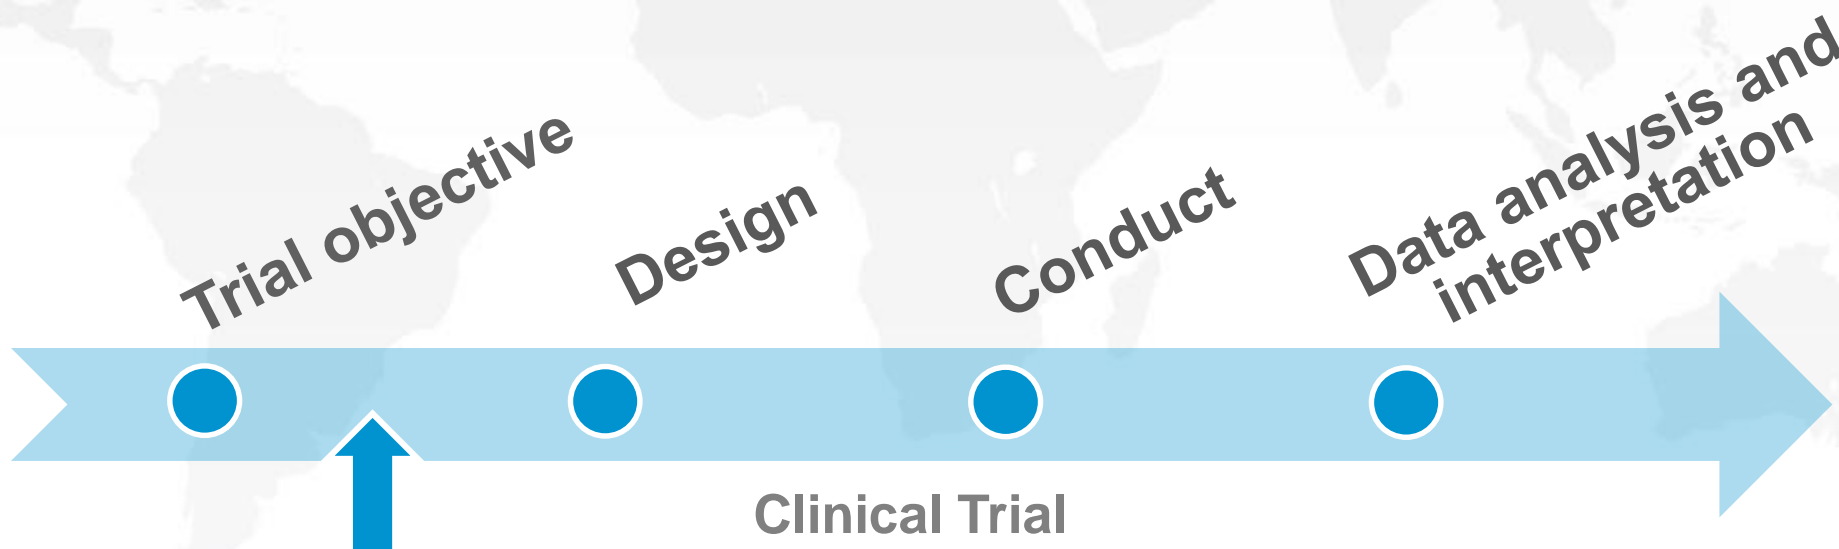 Trial objective
Design
Conduct
Data analysis and
interpretation
Clinical Trial